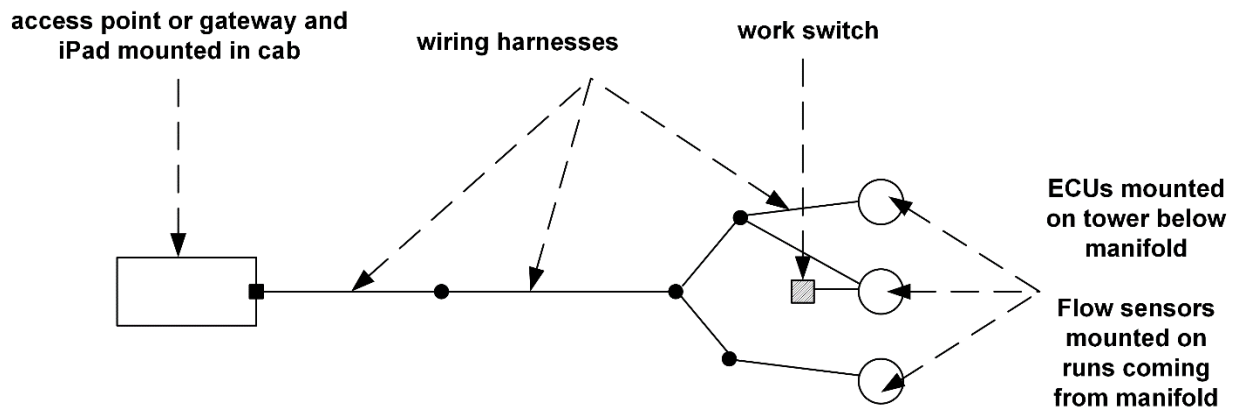 access point or gateway and
iPad mounted in cab
wiring harnesses
work switch
ECUs mounted
on tower below
manifold
Flow sensors
mounted on
runs coming
from manifold